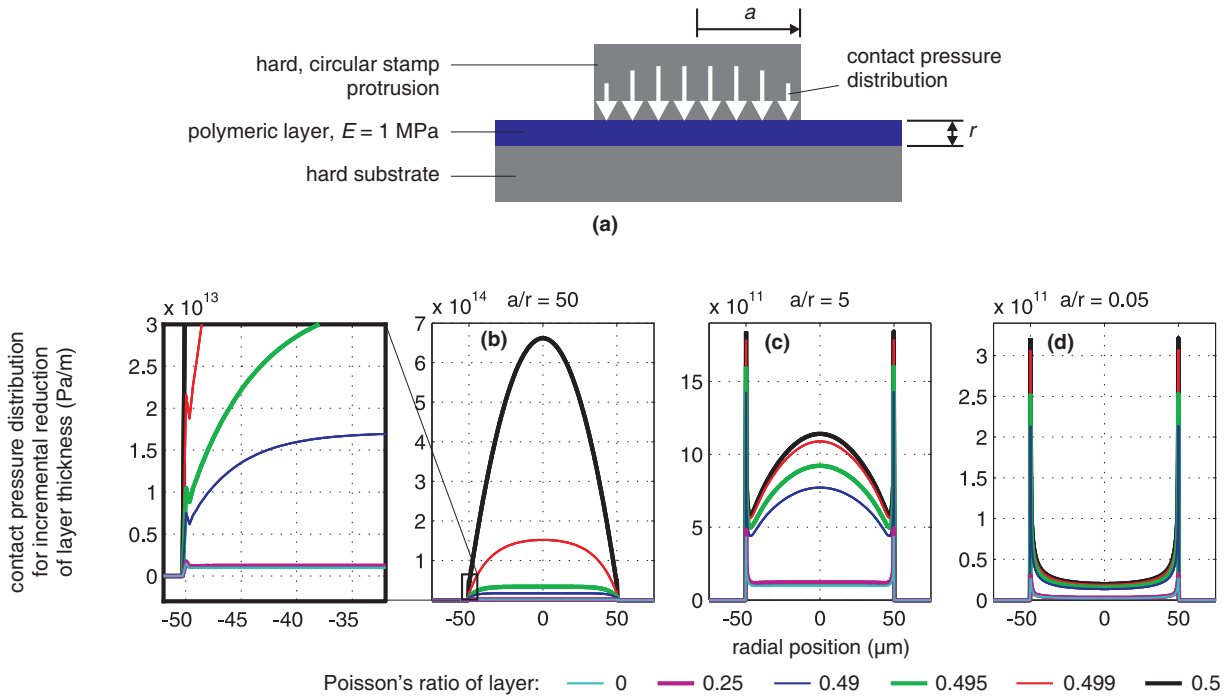 a
hard, circular stamp
protrusion
contact pressure
distribution
polymeric layer, E = 1 MPa
r
hard substrate
(a)
contact pressure distribution
for incremental reduction
of layer thickness (Pa/m)
x 10^13
3
2.5
2
1.5
1
0.5
0
-50 -45 -40 -35
x 10^14 a/r = 50
(b)
7
6
5
4
3
2
1
0
-50 0 50
x 10^11 a/r = 5
(c)
15
10
5
0
-50 0 50
x 10^11 a/r = 0.05
(d)
3
2.5
2
1.5
1
0.5
0
-50 0 50
radial position (µm)
Poisson's ratio of layer: 0 0.25 0.49 0.495 0.499 0.5